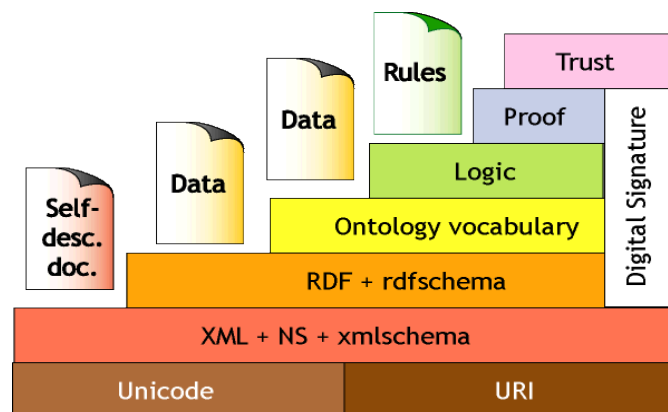 Trust
Rules
Proof
Data
Logic
Digital Signature
Data
Self-
desc.
doc.
Ontology vocabulary
RDF + rdfschema
XML + NS + xmlschema
Unicode
URI